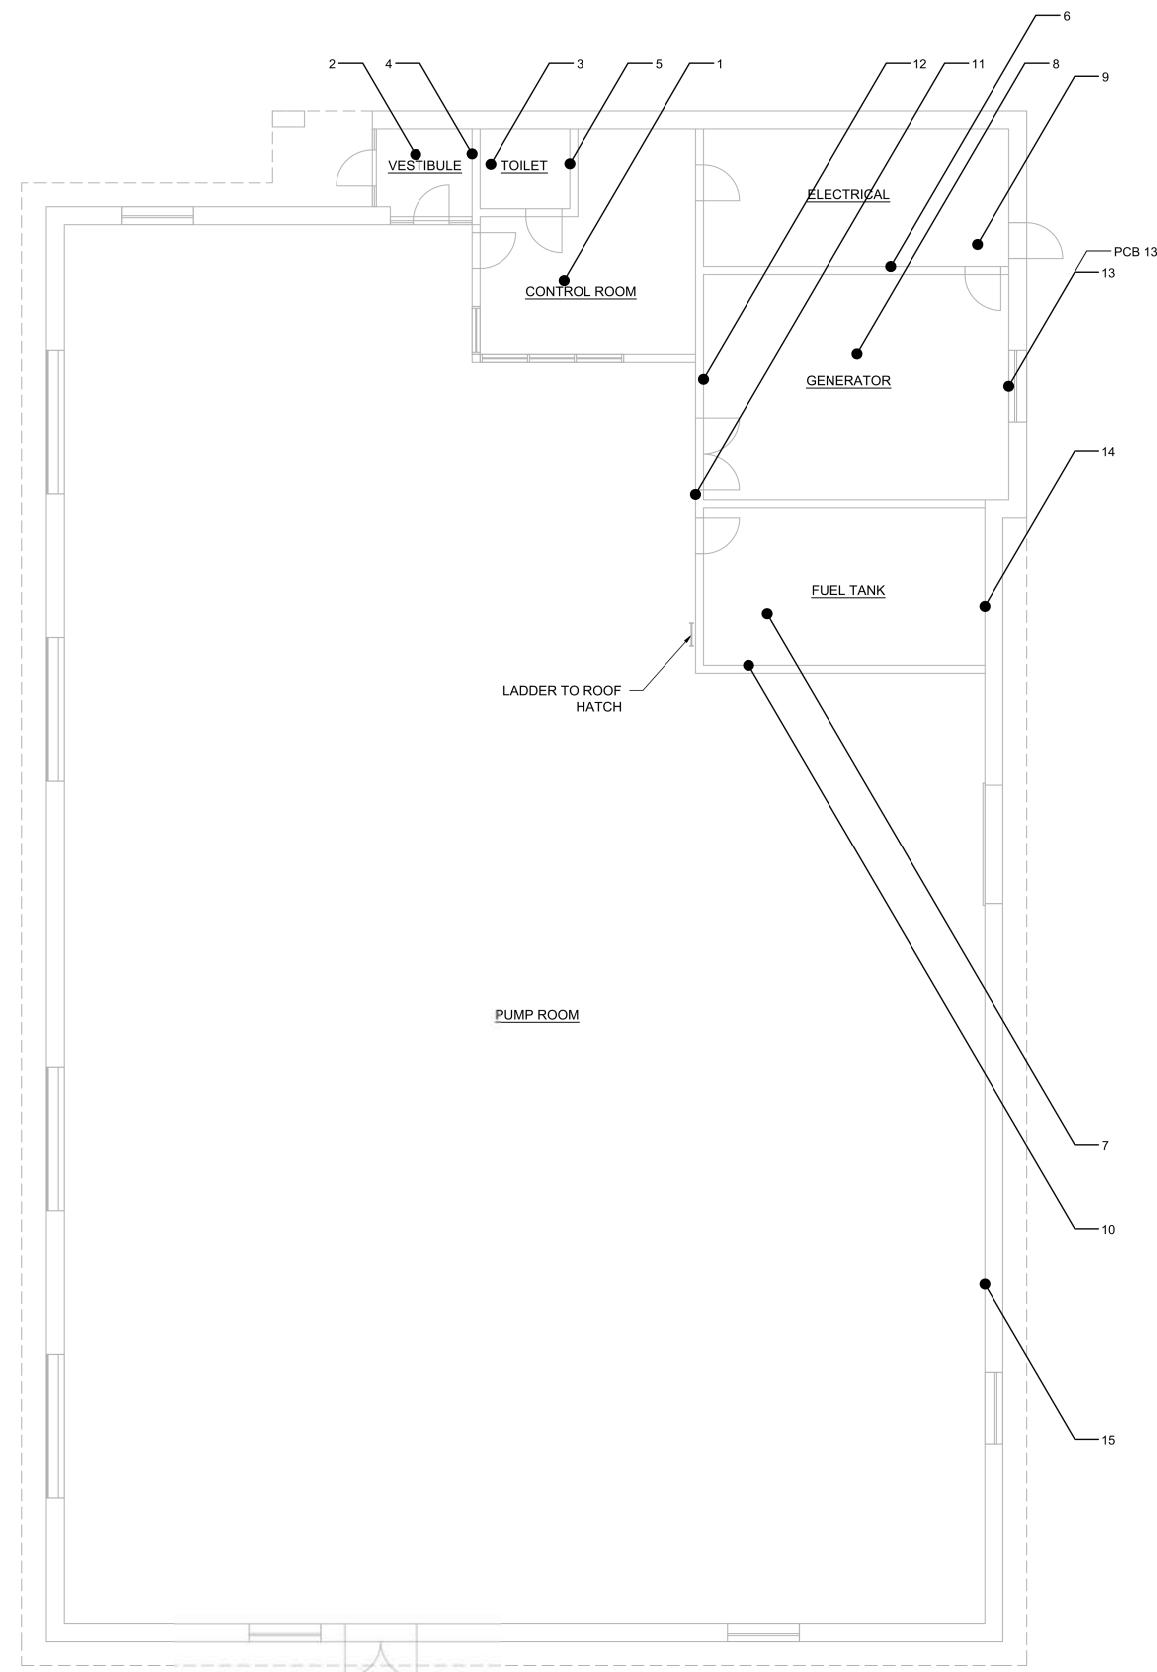 6
2
4
3
5
1
12
11
8
9
VESTIBULE
TOILET
ELECTRICAL
PCB 13
13
CONTROL ROOM
GENERATOR
14
FUEL TANK
LADDER TO ROOF
HATCH
PUMP ROOM
7
10
15